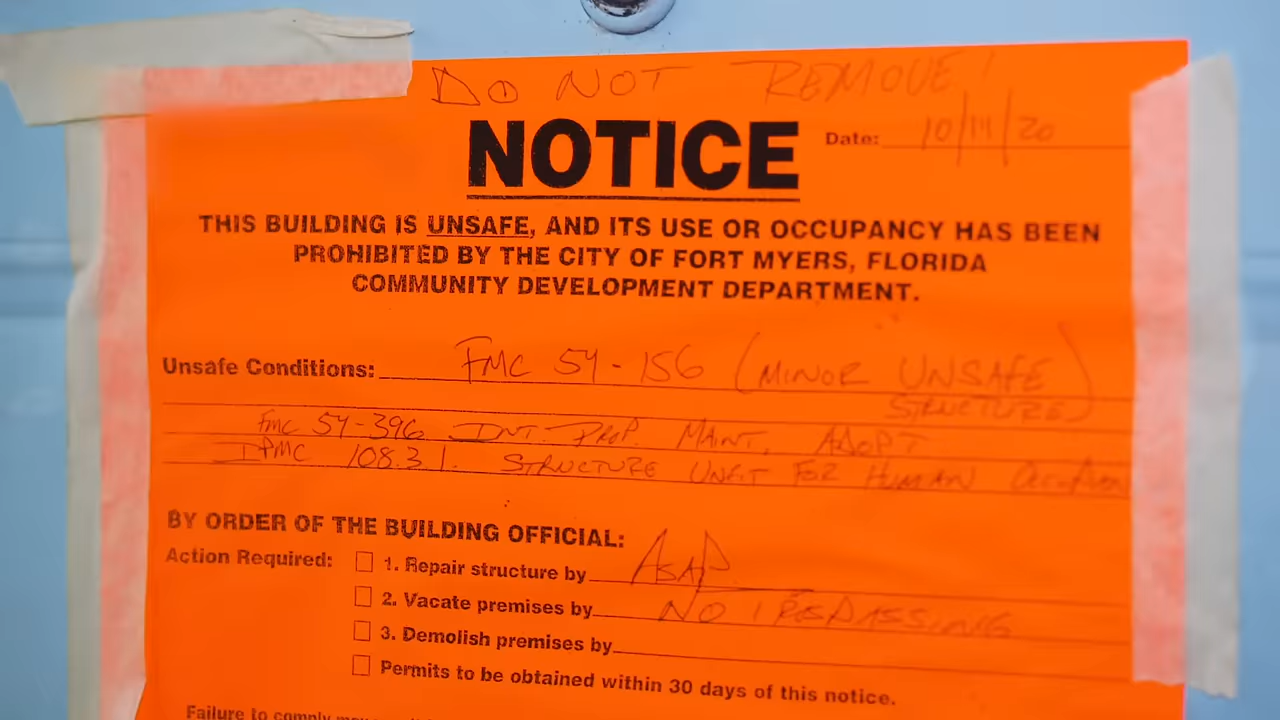 DO NOT REMOVE!
NOTICE
Date: 10/14/20
THIS BUILDING IS UNSAFE, AND ITS USE OR OCCUPANCY HAS BEEN
PROHIBITED BY THE CITY OF FORT MYERS, FLORIDA
COMMUNITY DEVELOPMENT DEPARTMENT.
Unsafe Conditions: FMC 54-156 (MINOR UNSAFE
STRUCTURE)
FMC 54-396 INT. PROP. MAINT. ADOPT
IPMC 108.3 1. STRUCTURE UNFIT FOR HUMAN
BY ORDER OF THE BUILDING OFFICIAL:
Action Required: 1. Repair structure by ASAP
2. Vacate premises by NO TRESPASSING
3. Demolish premises by
Permits to be obtained within 30 days of this notice.
Failure to comply